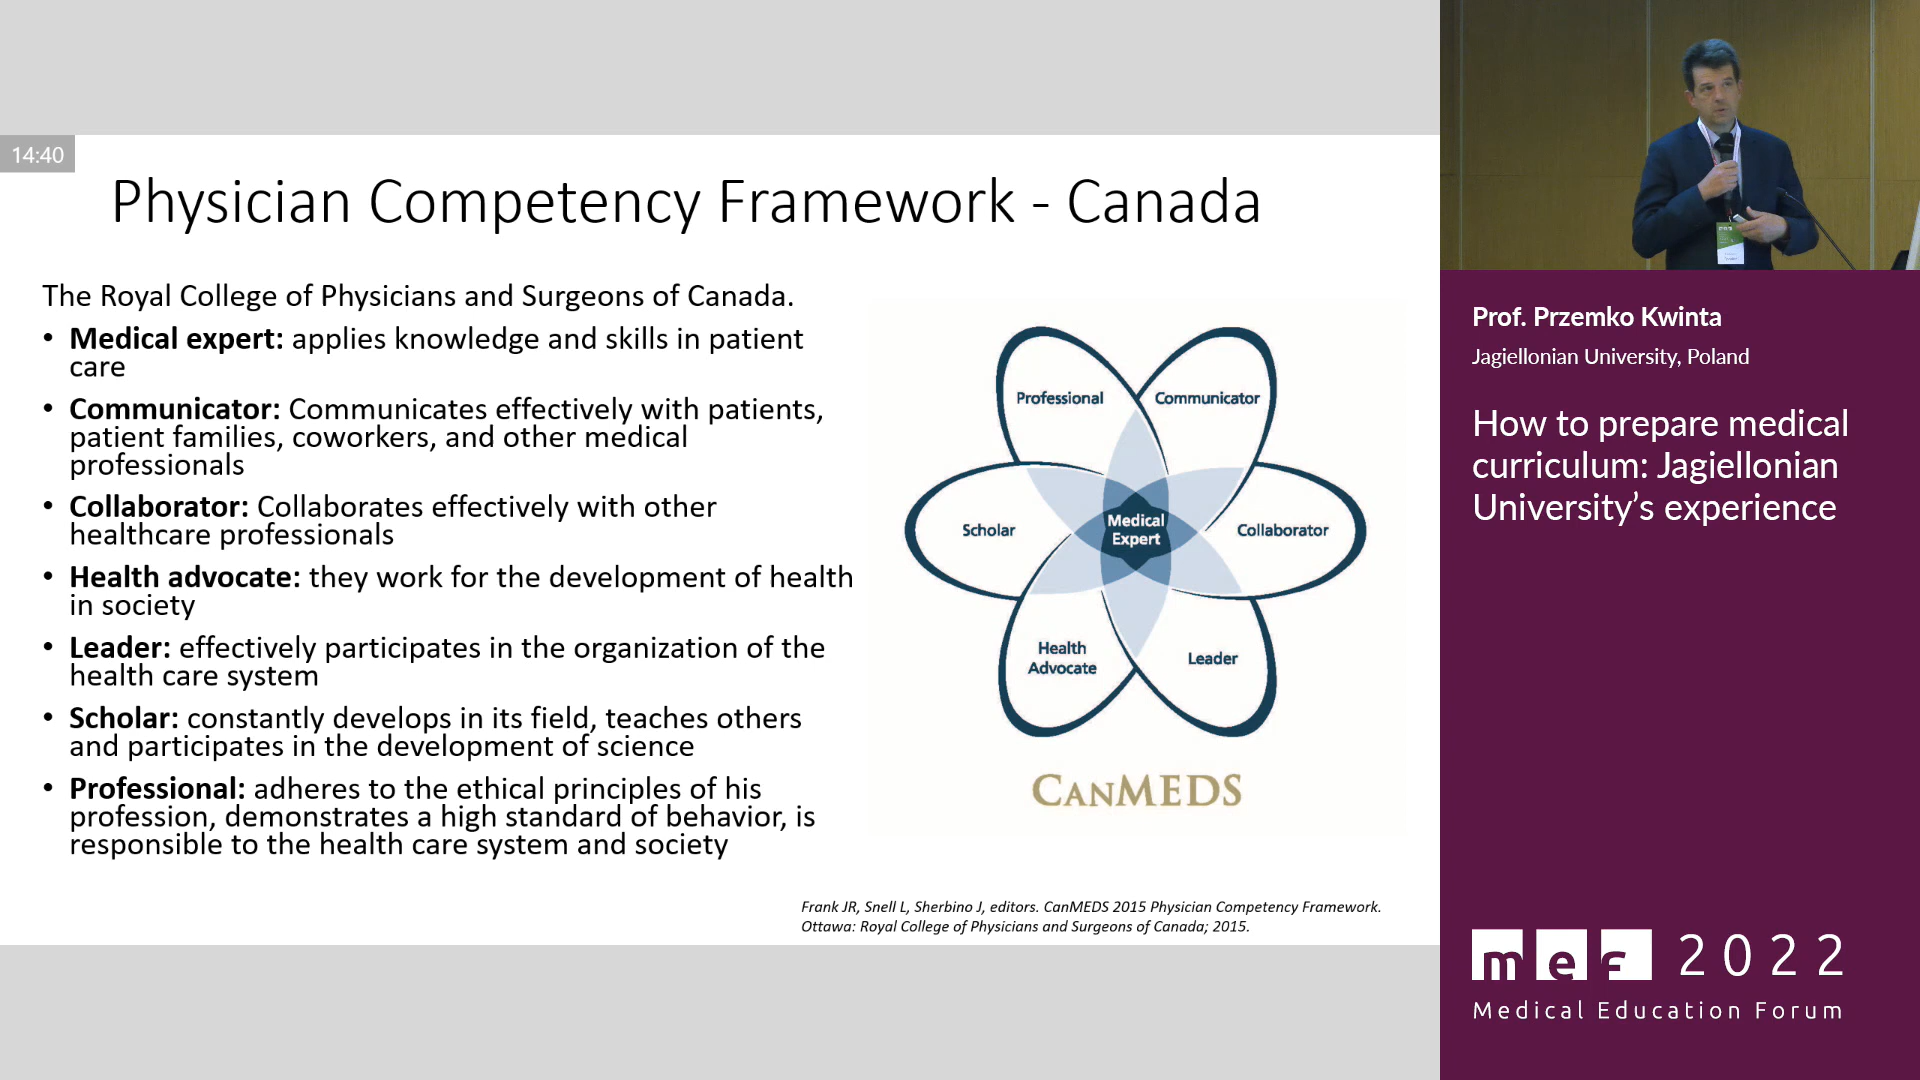 14:40
Physician Competency Framework - Canada
The Royal College of Physicians and Surgeons of Canada.
• Medical expert: applies knowledge and skills in patient
care
• Communicator: Communicates effectively with patients,
patient families, coworkers, and other medical
professionals
• Collaborator: Collaborates effectively with other
healthcare professionals
• Health advocate: they work for the development of health
in society
• Leader: effectively participates in the organization of the
health care system
• Scholar: constantly develops in its field, teaches others
and participates in the development of science
• Professional: adheres to the ethical principles of his
profession, demonstrates a high standard of behavior, is
responsible to the health care system and society
Professional
Communicator
Scholar
Medical
Expert
Collaborator
Health
Advocate
Leader
CANMEDS
Frank JR, Snell L, Sherbino J, editors. CanMEDS 2015 Physician Competency Framework.
Ottawa: Royal College of Physicians and Surgeons of Canada; 2015.
Prof. Przemko Kwinta
Jagiellonian University, Poland
How to prepare medical
curriculum: Jagiellonian
University’s experience
mef 2022
Medical Education Forum